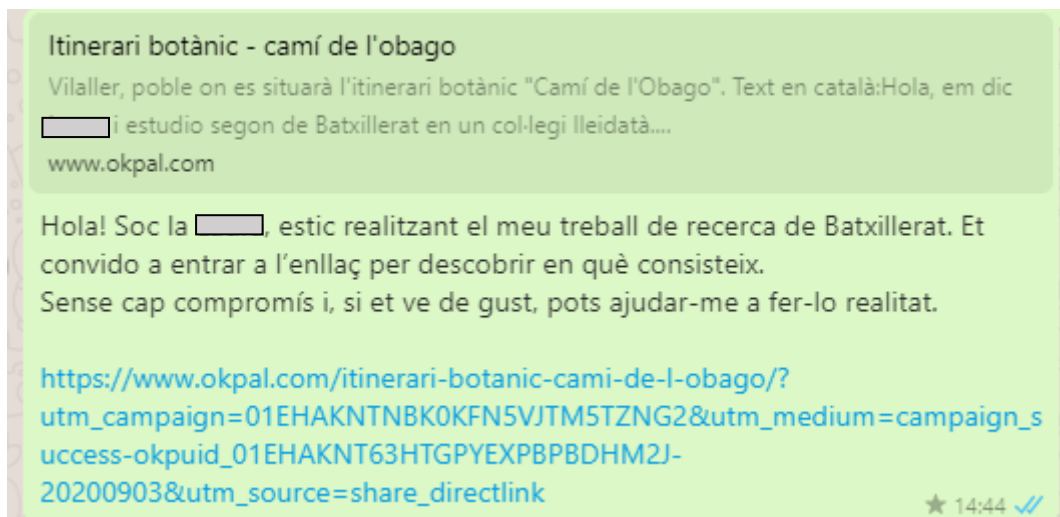 Itinerari botànic - camí de l'obago
Vilaller, poble on es situarà l'itinerari botànic "Camí de l'Obago". Text en català:Hola, em dic
i estudio segon de Batxillerat en un col·legi lleidatà....
www.okpal.com
Hola! Soc la , estic realitzant el meu treball de recerca de Batxillerat. Et
convido a entrar a l’enllaç per descobrir en què consisteix.
Sense cap compromís i, si et ve de gust, pots ajudar-me a fer-lo realitat.
https://www.okpal.com/itinerari-botanic-cami-de-l-obago/?
utm_campaign=01EHAKNTNBK0KFN5VJTM5TZNG2&utm_medium=campaign_s
uccess-okpuid_01EHAKNT63HTGPYEXPBPBDHM2J-
20200903&utm_source=share_directlink
14:44